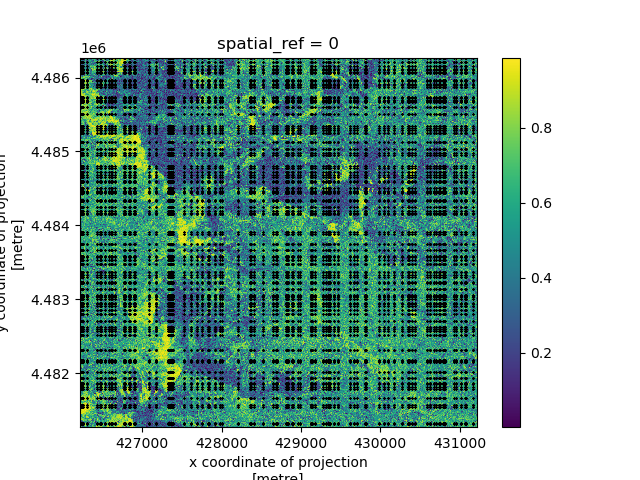 spatial_ref = 0
1e6
4.486
4.485
4.484
4.483
4.482
y coordinate of projection
[metre]
427000 428000 429000 430000 431000
x coordinate of projection
[metre]
0.8
0.6
0.4
0.2